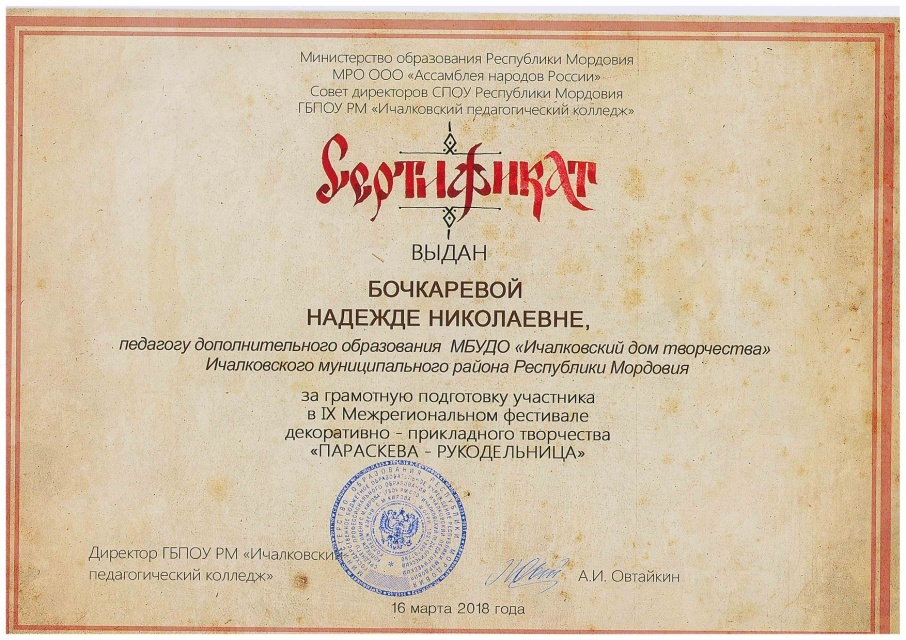 Министерство образования Республики Мордовия
МРО ООО «Ассамблея народов России»
Совет директоров СПОУ Республики Мордовия
ГБПОУ РМ «Ичалковский педагогический колледж»
Сертификат
ВЫДАН
БОЧКАРЕВОЙ
НАДЕЖДЕ НИКОЛАЕВНЕ,
педагогу дополнительного образования МБУДО «Ичалковский дом творчества»
Ичалковского муниципального района Республики Мордовия
за грамотную подготовку участника
в IX Межрегиональном фестивале
декоративно - прикладного творчества
«ПАРАСКЕВА - РУКОДЕЛЬНИЦА»
Директор ГБПОУ РМ «Ичалковский
педагогический колледж»
А.И. Овтайкин
16 марта 2018 года